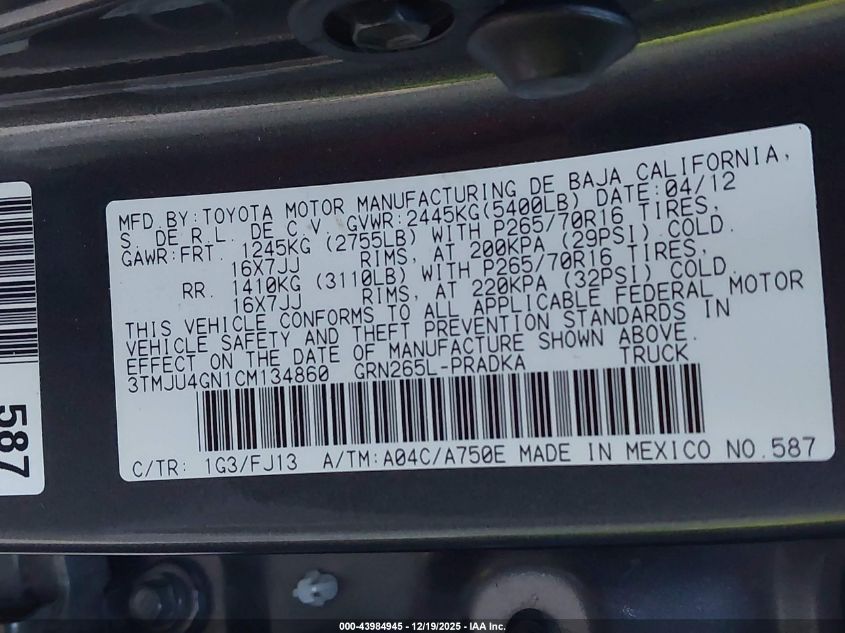 MFD BY:TOYOTA MOTOR MANUFACTURING DE BAJA CALIFORNIA,
S. DE R.L. DE C.V. GVWR:2445KG(5400LB) DATE:04/12
GAWR:FRT. 1245KG (2755LB) WITH P265/70R16 TIRES,
16X7JJ RIMS, AT 200KPA (29PSI) COLD.
RR. 1410KG (3110LB) WITH P265/70R16 TIRES,
16X7JJ RIMS, AT 220KPA (32PSI) COLD.
THIS VEHICLE CONFORMS TO ALL APPLICABLE FEDERAL MOTOR
VEHICLE SAFETY AND THEFT PREVENTION STANDARDS IN
EFFECT ON THE DATE OF MANUFACTURE SHOWN ABOVE.
3TMJU4GN1CM134860 GRN265L-PRADKA TRUCK
C/TR: 1G3/FJ13 A/TM:A04C/A750E MADE IN MEXICO NO.587
587
000-43984945 - 12/19/2025 - IAA Inc.